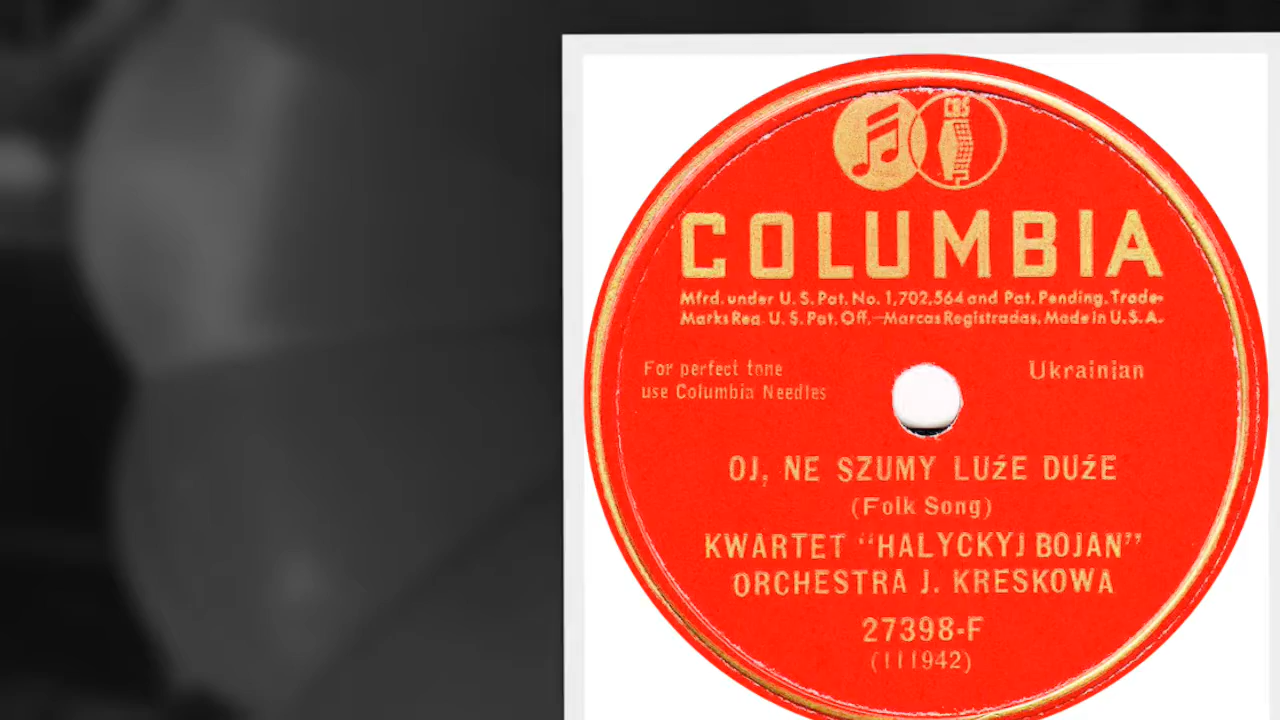 CBS
COLUMBIA
Mfrd. under U. S. Pat. No. 1,702,564 and Pat. Pending. Trade-
Marks Reg. U. S. Pat. Off.—Marcas Registradas. Made in U. S. A.
For perfect tone
use Columbia Needles
Ukrainian
OJ, NE SZUMY LUźE DUźE
(Folk Song)
KWARTET “HALYCKYJ BOJAN”
ORCHESTRA J. KRESKOWA
27398-F
(111942)